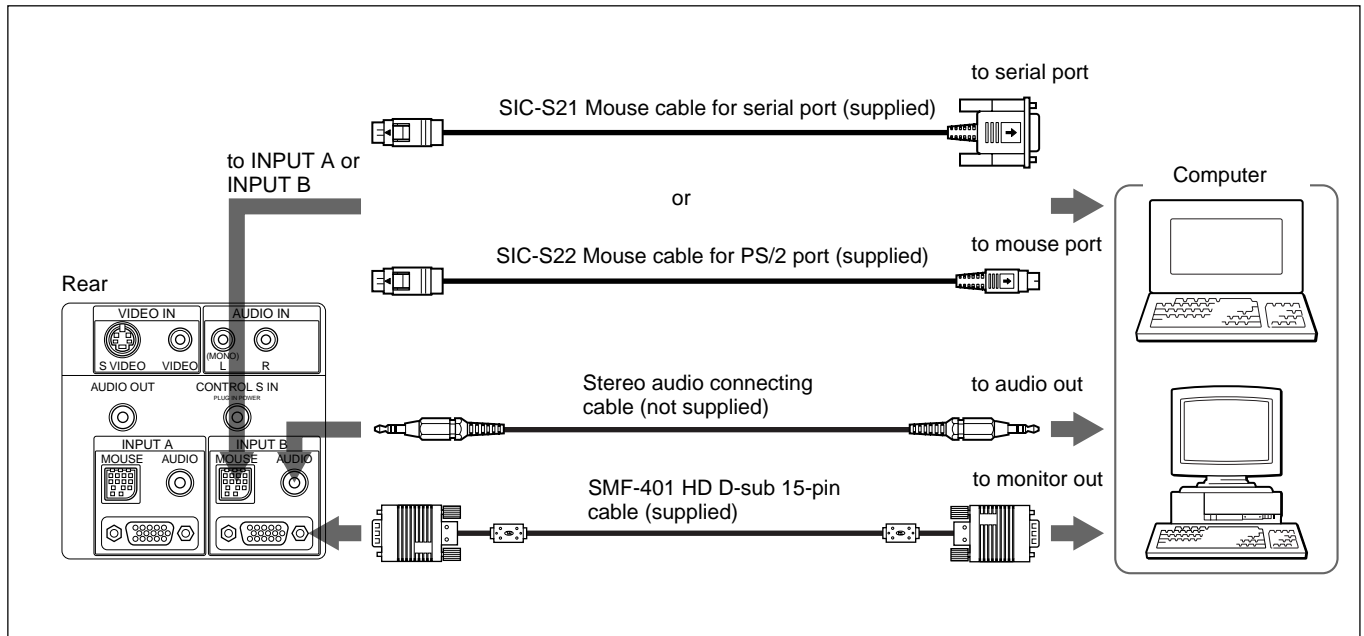 to serial port
SIC-S21 Mouse cable for serial port (supplied)
to INPUT A or
INPUT B
or
Computer
SIC-S22 Mouse cable for PS/2 port (supplied)
to mouse port
Rear
VIDEO IN
AUDIO IN
S VIDEO
VIDEO
(MONO)
L
R
AUDIO OUT
CONTROL S IN
PLUG IN POWER
Stereo audio connecting
cable (not supplied)
to audio out
INPUT A
INPUT B
MOUSE
AUDIO
MOUSE
AUDIO
SMF-401 HD D-sub 15-pin
cable (supplied)
to monitor out